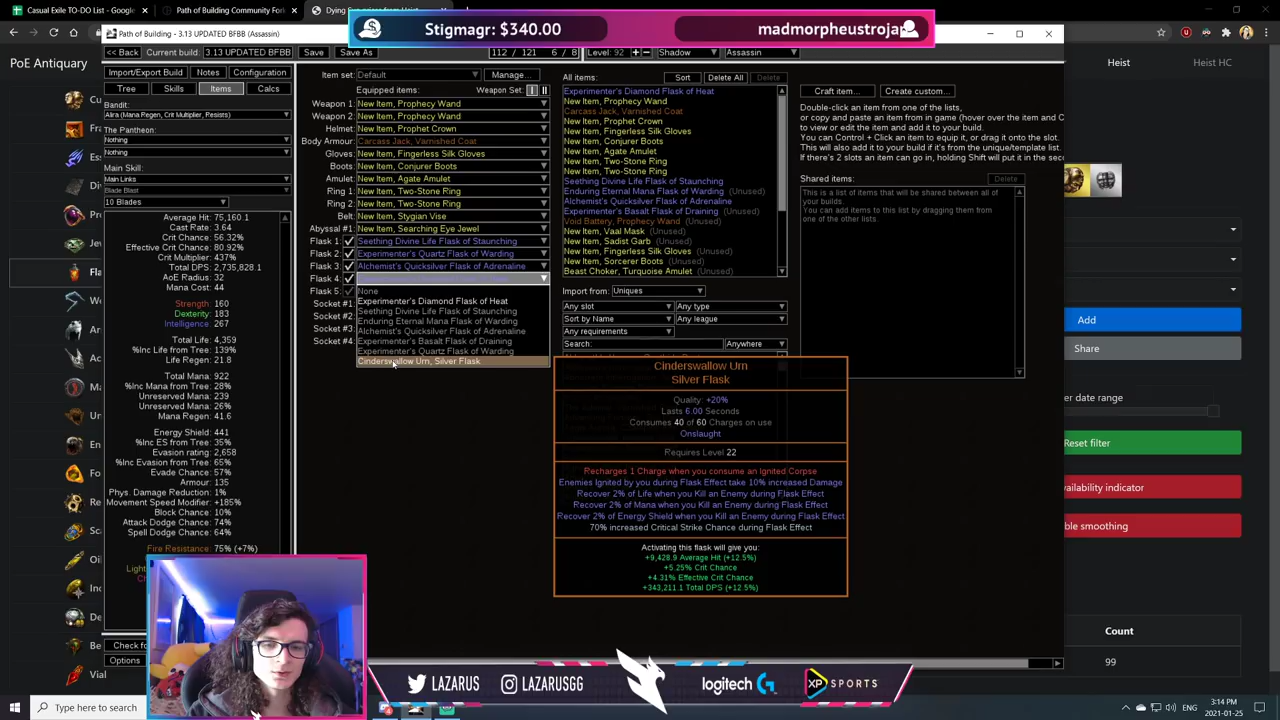 Casual Exile TO-DO List - Google
Path of Building Community For
Dying
Stigmagr: $340.00
madmorpheustroja
Path of Building - 3.13 UPDATED BFBB (Assassin)
<< Back
Current build:
3.13 UPDATED BFBB
Save
Save As
112 / 121
6 / 8
Level: 92
Shadow
Assassin
PoE Antiquary
Heist
Heist HC
Import/Export Build
Notes
Configuration
Tree
Skills
Items
Calcs
Bandit:
Alira (Mana Regen, Crit Multiplier, Resists)
The Pantheon:
Nothing
Nothing
Main Skill:
Main Links
Blade Blast
10 Blades
Average Hit: 75,160.1
Cast Rate: 3.64
Crit Chance: 56.32%
Effective Crit Chance: 80.92%
Crit Multiplier: 437%
Total DPS: 2,735,828.1
AoE Radius: 32
Mana Cost: 44
Strength: 160
Dexterity: 183
Intelligence: 267
Total Life: 4,359
%Inc Life from Tree: 139%
Life Regen: 21.8
Total Mana: 922
%Inc Mana from Tree: 28%
Unreserved Mana: 239
Unreserved Mana: 26%
Mana Regen: 41.6
Energy Shield: 441
%Inc ES from Tree: 35%
Evasion rating: 2,658
%Inc Evasion from Tree: 65%
Evade Chance: 57%
Armour: 135
Phys. Damage Reduction: 1%
Movement Speed Modifier: +185%
Block Chance: 10%
Attack Dodge Chance: 74%
Spell Dodge Chance: 64%
Fire Resistance: 75% (+7%)
Check fo
Options
Item set:
Default
Manage...
Equipped items:
Weapon Set:
I
II
Weapon 1: New Item, Prophecy Wand
Weapon 2: New Item, Prophecy Wand
Helmet: New Item, Prophet Crown
Body Armour: Carcass Jack, Varnished Coat
Gloves: New Item, Fingerless Silk Gloves
Boots: New Item, Conjurer Boots
Amulet: New Item, Agate Amulet
Ring 1: New Item, Two-Stone Ring
Ring 2: New Item, Two-Stone Ring
Belt: New Item, Stygian Vise
Abyssal #1: New Item, Searching Eye Jewel
Flask 1: Seething Divine Life Flask of Staunching
Flask 2: Experimenter's Quartz Flask of Warding
Flask 3: Alchemist's Quicksilver Flask of Adrenaline
Flask 4:
Flask 5:
Socket #1:
Socket #2:
Socket #3:
Socket #4:
None
Experimenter's Diamond Flask of Heat
Seething Divine Life Flask of Staunching
Enduring Eternal Mana Flask of Warding
Alchemist's Quicksilver Flask of Adrenaline
Experimenter's Basalt Flask of Draining
Experimenter's Quartz Flask of Warding
Cinderswallow Urn, Silver Flask
All items:
Sort
Delete All
Delete
Experimenter's Diamond Flask of Heat
New Item, Prophecy Wand
Carcass Jack, Varnished Coat
New Item, Prophet Crown
New Item, Fingerless Silk Gloves
New Item, Conjurer Boots
New Item, Agate Amulet
New Item, Two-Stone Ring
New Item, Two-Stone Ring
Seething Divine Life Flask of Staunching
Enduring Eternal Mana Flask of Warding (Unused)
Alchemist's Quicksilver Flask of Adrenaline
Experimenter's Basalt Flask of Draining (Unused)
Void Battery, Prophecy Wand (Unused)
New Item, Vaal Mask (Unused)
New Item, Sadist Garb (Unused)
New Item, Fingerless Silk Gloves (Unused)
New Item, Sorcerer Boots (Unused)
Beast Choker, Turquoise Amulet (Unused)
Import from:
Uniques
Any slot
Any type
Sort by Name
Any league
Any requirements
Search:
Anywhere
Craft item...
Create custom...
Double-click an item from one of the lists,
or copy and paste an item from in game (hover over the item and C
to view or edit the item and add it to your build.
You can Control + Click an item to equip it, or drag it onto the slot.
This will also add it to your build if it's from the unique/template list.
If there's 2 slots an item can go in, holding Shift will put it in the seco
Shared items:
Delete
This is a list of items that will be shared between all of
your builds.
You can add items to this list by dragging them from
one of the other lists.
Cinderswallow Urn
Silver Flask
Quality: +20%
Lasts 6.00 Seconds
Consumes 40 of 60 Charges on use
Onslaught
Requires Level 22
Recharges 1 Charge when you consume an Ignited Corpse
Enemies Ignited by you during Flask Effect take 10% increased Damage
Recover 2% of Life when you Kill an Enemy during Flask Effect
Recover 2% of Mana when you Kill an Enemy during Flask Effect
Recover 2% of Energy Shield when you Kill an Enemy during Flask Effect
70% increased Critical Strike Chance during Flask Effect
Activating this flask will give you:
+9,428.9 Average Hit (+12.5%)
+5.25% Crit Chance
+4.31% Effective Crit Chance
+343,211.1 Total DPS (+12.5%)
Add
Share
er date range
Reset filter
availability indicator
ble smoothing
Count
99
LAZARUS
LAZARUSGG
logitech G
XP SPORTS
Type here to search
3:14 PM
2021-01-25